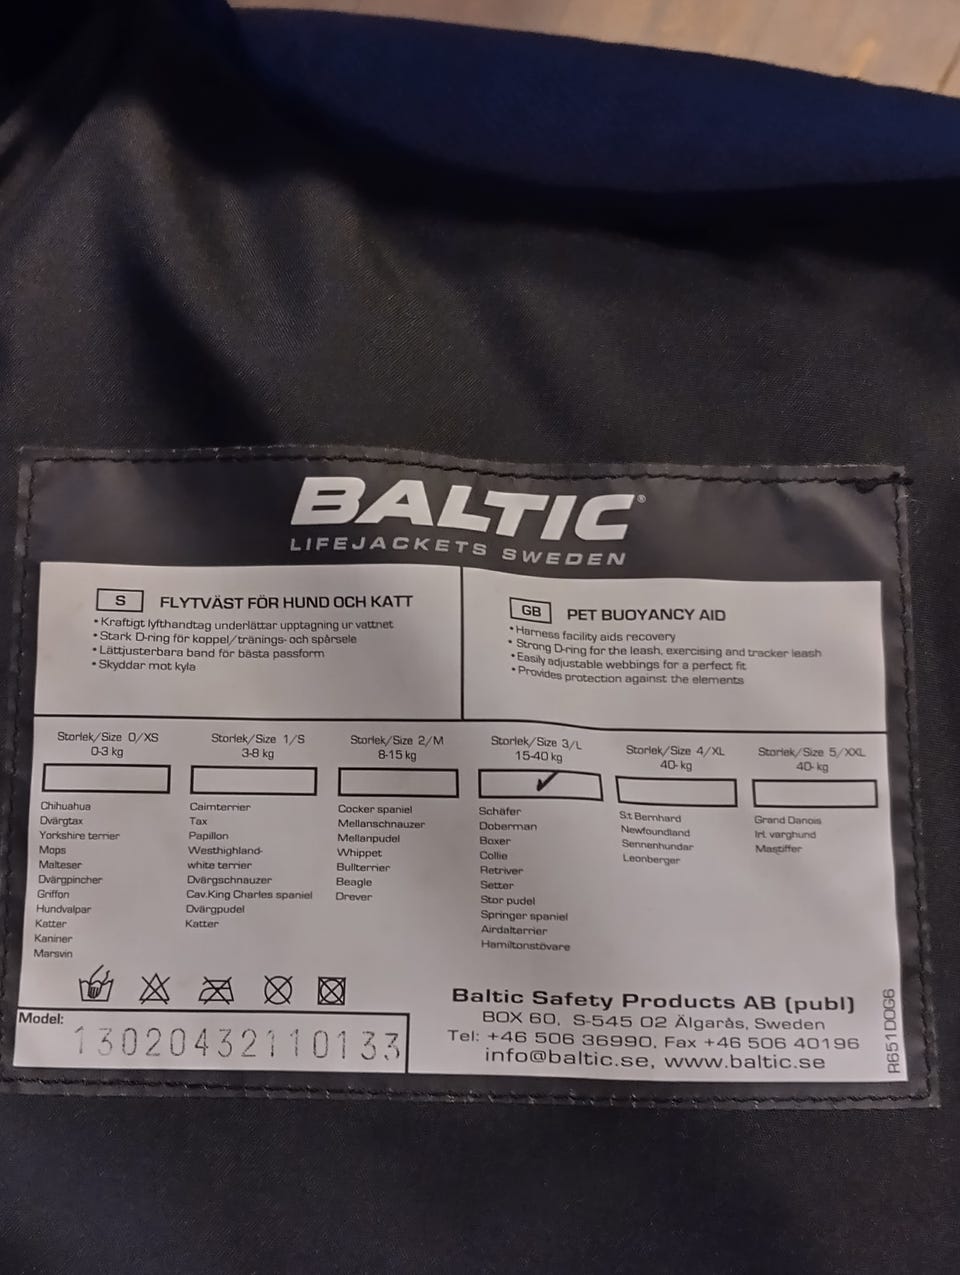 BALTIC®
LIFEJACKETS SWEDEN
S FLYTVÄST FÖR HUND OCH KATT
• Kraftigt lyfthandtag underlättar upptagning ur vattnet
• Stark D-ring för koppel/tränings- och spårsele
• Lättjusterbara band för bästa passform
• Skyddar mot kyla
GB PET BUOYANCY AID
• Harness facility aids recovery
• Strong D-ring for the leash, exercising and tracker leash
• Easily adjustable webbings for a perfect fit
• Provides protection against the elements
Storlek/Size 0/XS
0-3 kg
Chihuahua
Dvärgtax
Yorkshire terrier
Mops
Malteser
Dvärgpincher
Griffon
Hundvalpar
Katter
Kaniner
Marsvin
Storlek/Size 1/S
3-8 kg
Cairnterrier
Tax
Papillon
Westhighland-
white terrier
Dvärgschnauzer
Cav.King Charles spaniel
Dvärgpudel
Katter
Storlek/Size 2/M
8-15 kg
Cocker spaniel
Mellanschnauzer
Mellanpudel
Whippet
Bullterrier
Beagle
Drever
Storlek/Size 3/L
15-40 kg
✓
Schäfer
Doberman
Boxer
Collie
Retriver
Setter
Stor pudel
Springer spaniel
Airdalterrier
Hamiltonstövare
Storlek/Size 4/XL
40- kg
S:t Bernhard
Newfoundland
Sennenhundar
Leonberger
Storlek/Size 5/XXL
40- kg
Grand Danois
Irl. varghund
Mastiffer
Model:
13020432110133
Baltic Safety Products AB (publ)
BOX 60, S-545 02 Älgarås, Sweden
Tel: +46 506 36990, Fax +46 506 40196
info@baltic.se, www.baltic.se
R651DOG6